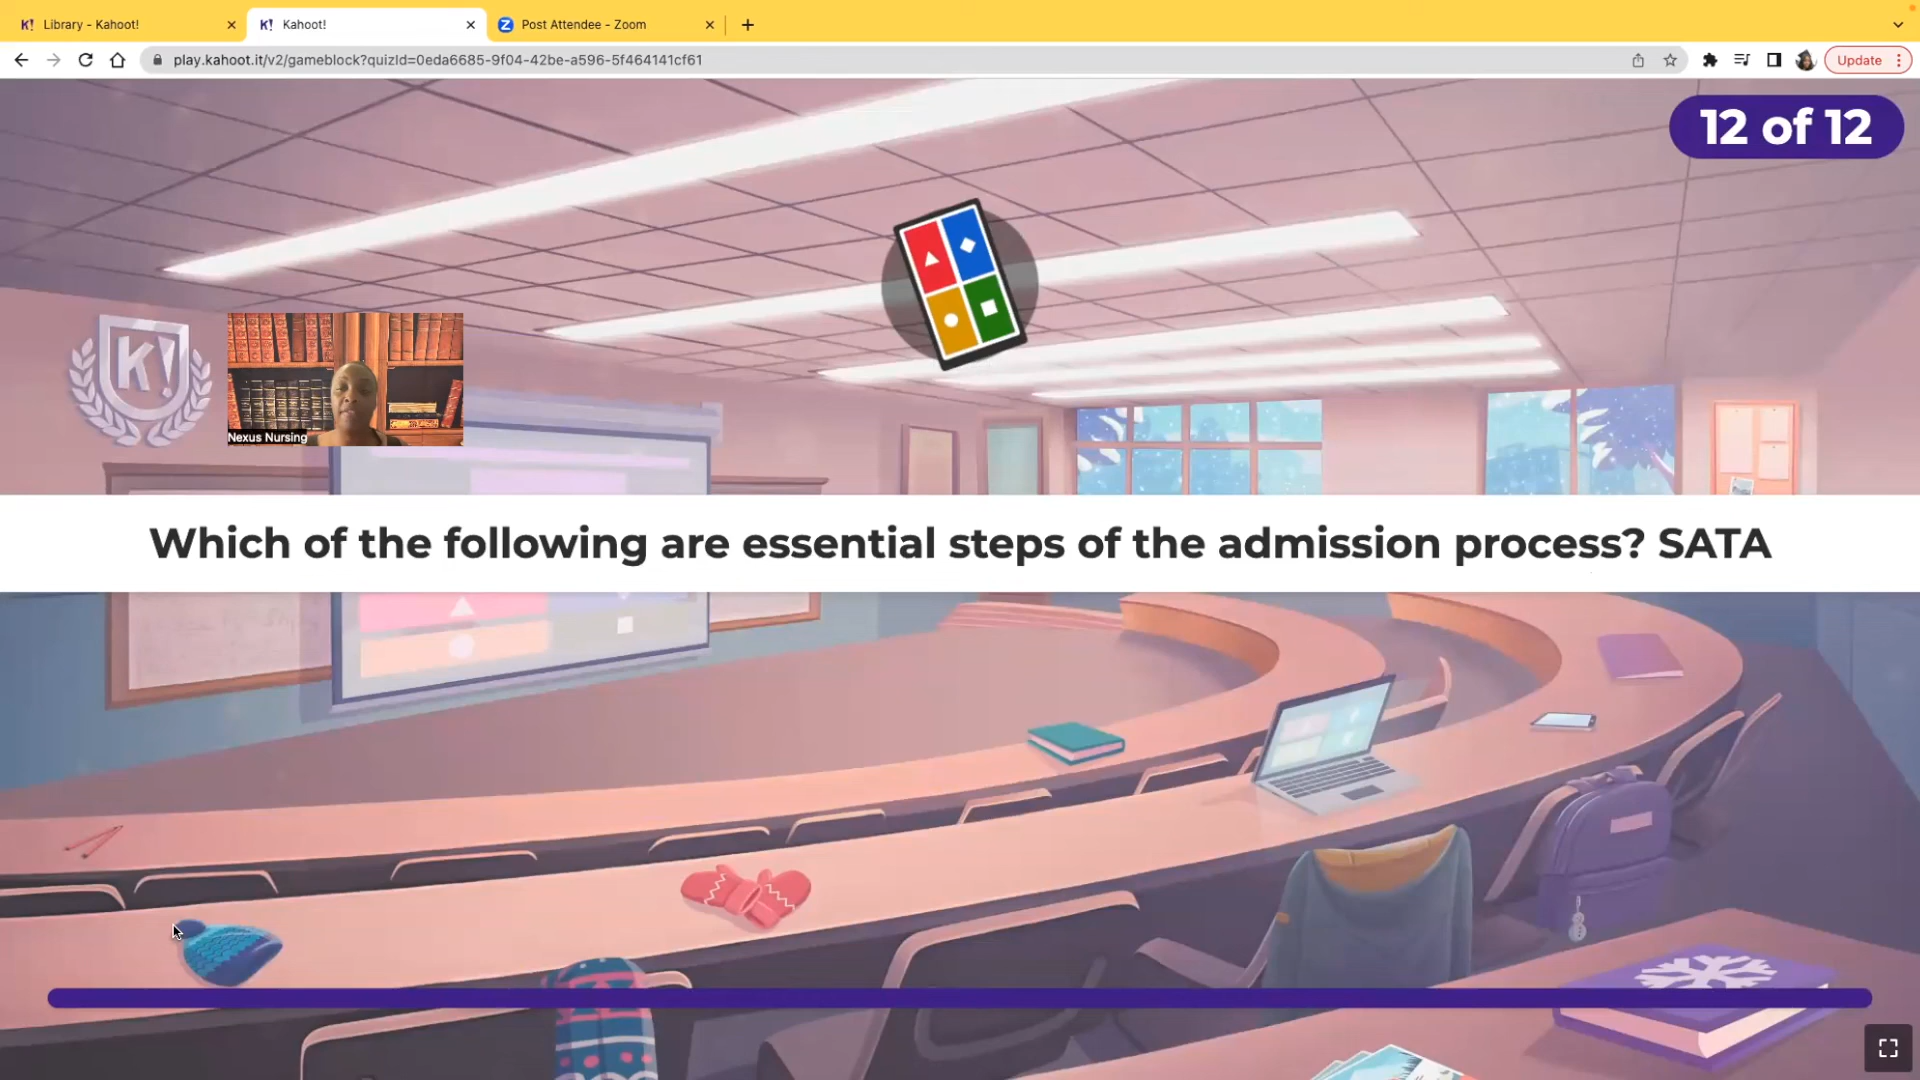 Library - Kahoot!
Kahoot!
Post Attendee - Zoom
play.kahoot.it/v2/gameblock?quizId=0eda6685-9f04-42be-a596-5f464141cf61
Update
12 of 12
K!
Nexus Nursing
Which of the following are essential steps of the admission process? SATA